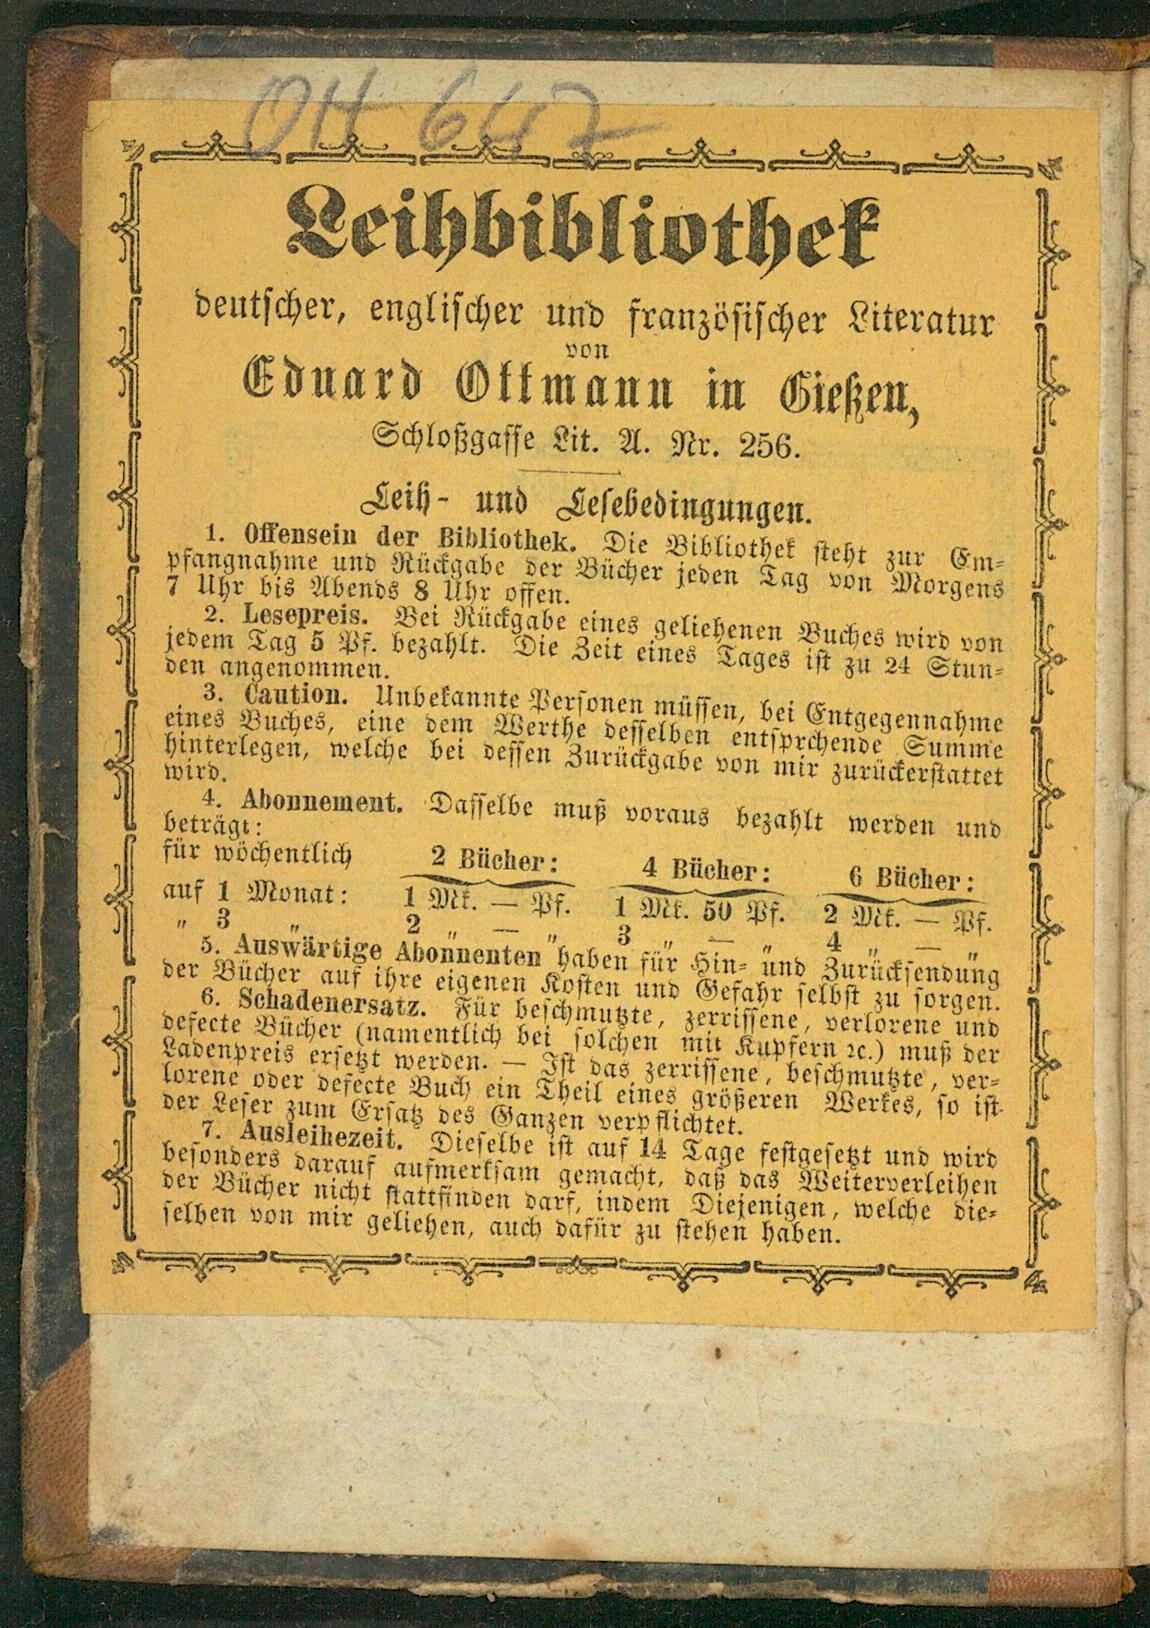 OH 647
Leihbibliothek
deutscher, englischer und französischer Literatur
von
Eduard Ottmann in Gießen,
Schloßgasse Lit. A. Nr. 256.
Leih- und Lesebedingungen.
1. Offensein der Bibliothek. Die Bibliothek steht zur Em-
pfangnahme und Rückgabe der Bücher jeden Tag von Morgens
7 Uhr bis Abends 8 Uhr offen.
2. Lesepreis. Bei Rückgabe eines geliehenen Buches wird von
jedem Tag 5 Pf. bezahlt. Die Zeit eines Tages ist zu 24 Stun-
den angenommen.
3. Caution. Unbekannte Personen müssen, bei Entgegennahme
eines Buches, eine dem Werthe desselben entsprchende Summe
hinterlegen, welche bei dessen Zurückgabe von mir zurückerstattet
wird.
4. Abonnement. Dasselbe muß voraus bezahlt werden und
beträgt:
für wöchentlich 2 Bücher: 4 Bücher: 6 Bücher:
auf 1 Monat: 1 Mk. — Pf. 1 Mk. 50 Pf. 2 Mk. — Pf.
" 3 " 2 " — " 3 " — " 4 " — "
5. Auswärtige Abonnenten haben für Hin- und Zurücksendung
der Bücher auf ihre eigenen Kosten und Gefahr selbst zu sorgen.
6. Schadenersatz. Für beschmutzte, zerrissene, verlorene und
defecte Bücher (namentlich bei solchen mit Kupfern ꝛc.) muß der
Ladenpreis ersetzt werden. — Ist das zerrissene, beschmutzte, ver-
lorene oder defecte Buch ein Theil eines größeren Werkes, so ist
der Leser zum Ersatz des Ganzen verpflichtet.
7. Ausleihezeit. Dieselbe ist auf 14 Tage festgesetzt und wird
besonders darauf aufmerksam gemacht, daß das Weiterverleihen
der Bücher nicht stattfinden darf, indem Diejenigen, welche die-
selben von mir geliehen, auch dafür zu stehen haben.